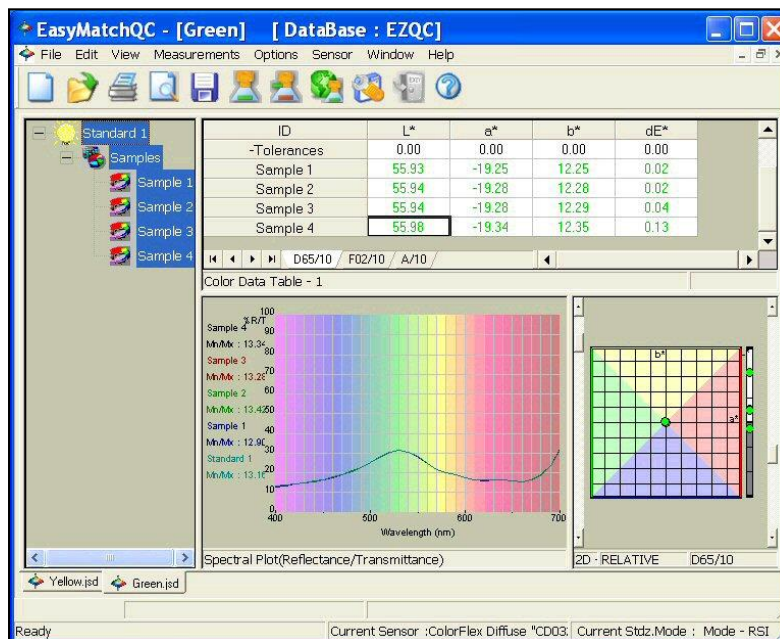 EasyMatchQC - [Green] [ DataBase : EZQC]
File Edit View Measurements Options Sensor Window Help
Standard 1
Samples
Sample 1
Sample 2
Sample 3
Sample 4
ID L* a* b* dE*
-Tolerances 0.00 0.00 0.00 0.00
Sample 1 55.93 -19.25 12.25 0.02
Sample 2 55.94 -19.28 12.28 0.02
Sample 3 55.94 -19.28 12.29 0.04
Sample 4 55.98 -19.34 12.35 0.13
D65/10 F02/10 A/10
Color Data Table - 1
% R/T
Sample 4
Mn/Mx : 13.34
Sample 3
Mn/Mx : 13.28
Sample 2
Mn/Mx : 13.42
Sample 1
Mn/Mx : 12.90
Standard 1
Mn/Mx : 13.16
100
90
80
70
60
50
40
30
20
10
0
400 500 600 700
Wavelength (nm)
b*
a*
Spectral Plot(Reflectance/Transmittance)
2D - RELATIVE D65/10
Yellow.jsd Green.jsd
Ready Current Sensor :ColorFlex Diffuse "CD03 Current Stdz.Mode : Mode - RSI